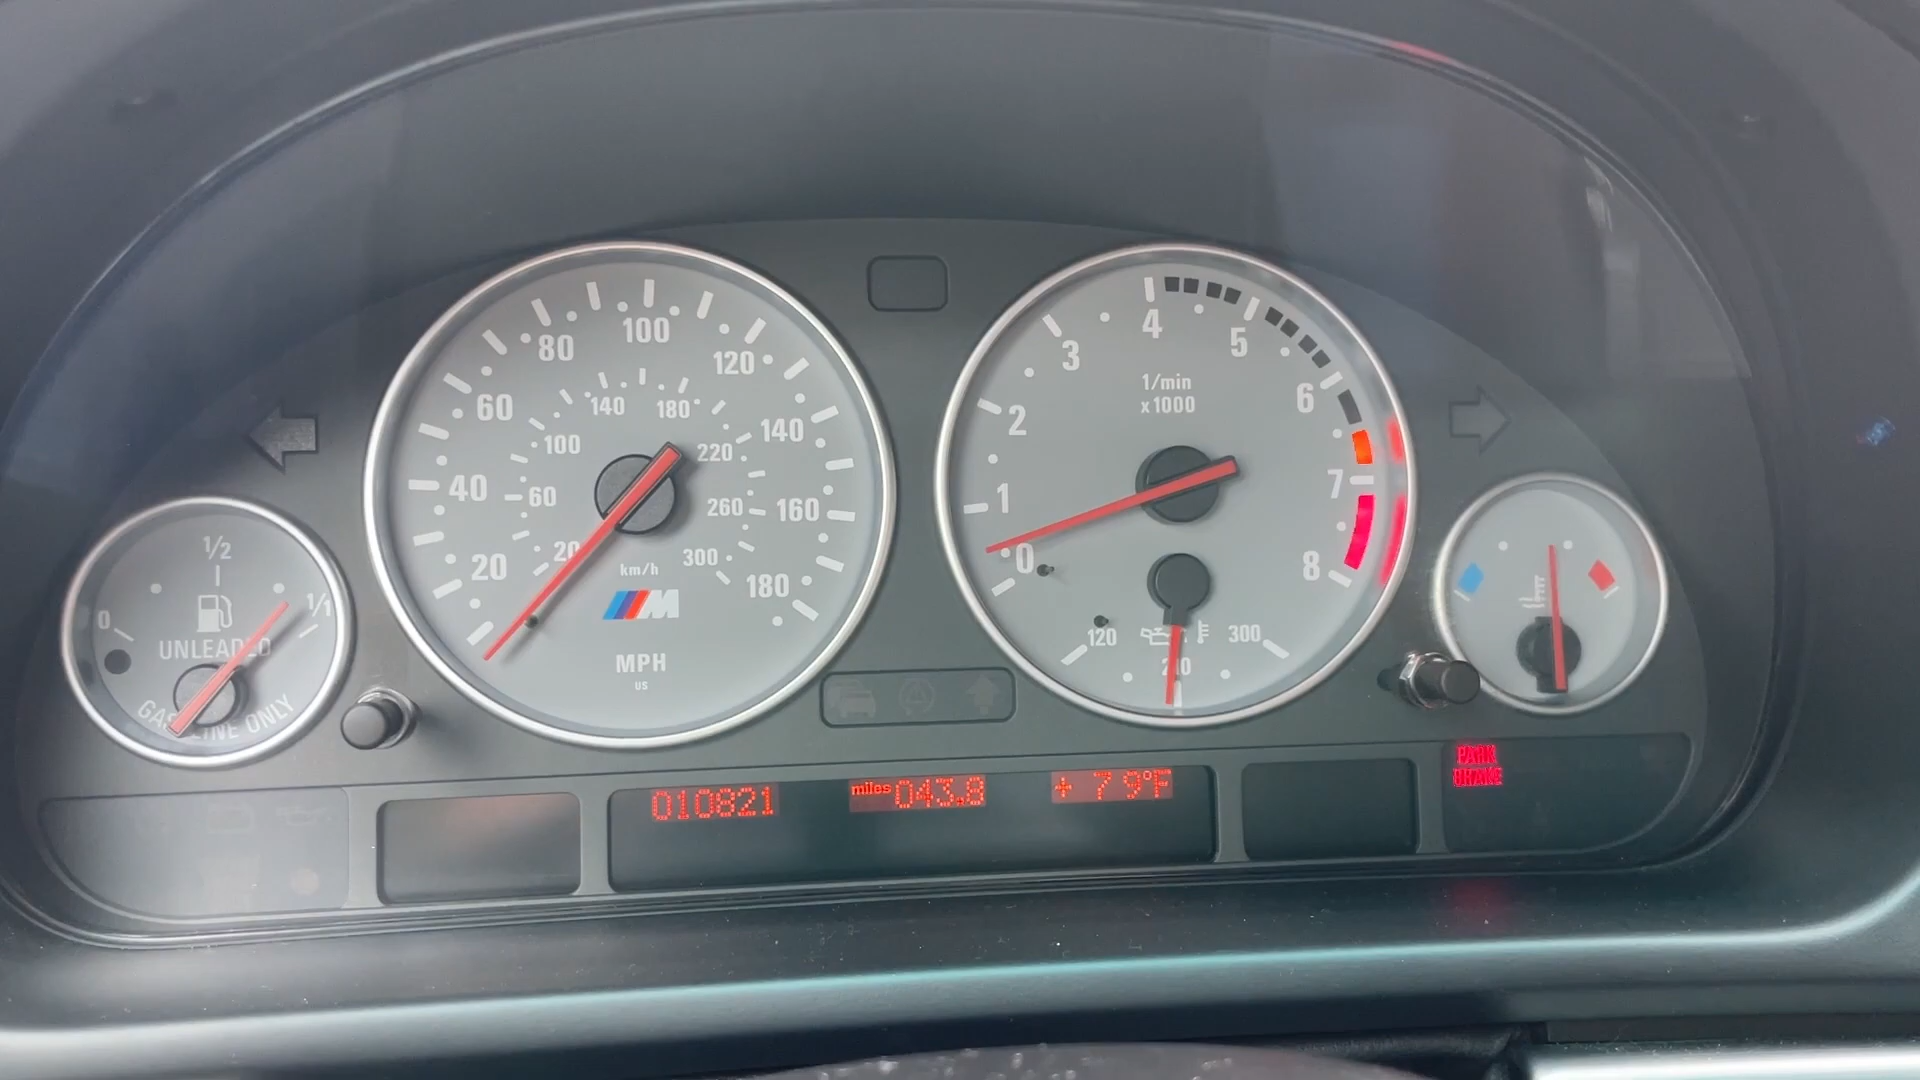 1/2
0
1/1
UNLEADED
GASOLINE ONLY
20
40
60
80
100
120
140
160
180
20
60
100
140
180
220
260
300
km/h
M
MPH
US
0
1
2
3
4
5
6
7
8
1/min
x1000
120
210
300
010821
miles 043.8
+ 79°F
PARK
BRAKE